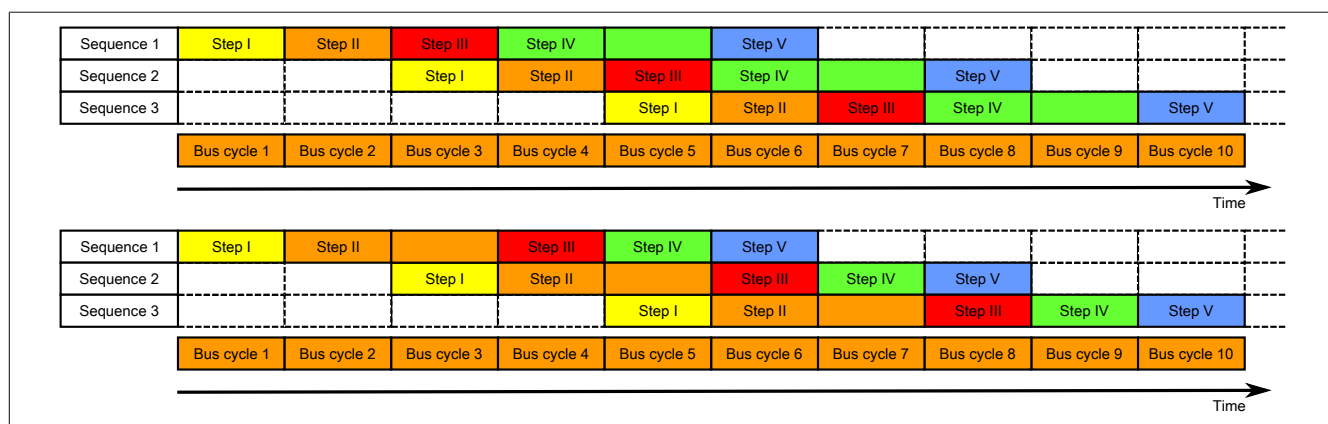 Sequence 1 Step I Step II Step III Step IV Step V
Sequence 2 Step I Step II Step III Step IV Step V
Sequence 3 Step I Step II Step III Step IV Step V
Bus cycle 1 Bus cycle 2 Bus cycle 3 Bus cycle 4 Bus cycle 5 Bus cycle 6 Bus cycle 7 Bus cycle 8 Bus cycle 9 Bus cycle 10
Time
Sequence 1 Step I Step II Step III Step IV Step V
Sequence 2 Step I Step II Step III Step IV Step V
Sequence 3 Step I Step II Step III Step IV Step V
Bus cycle 1 Bus cycle 2 Bus cycle 3 Bus cycle 4 Bus cycle 5 Bus cycle 6 Bus cycle 7 Bus cycle 8 Bus cycle 9 Bus cycle 10
Time